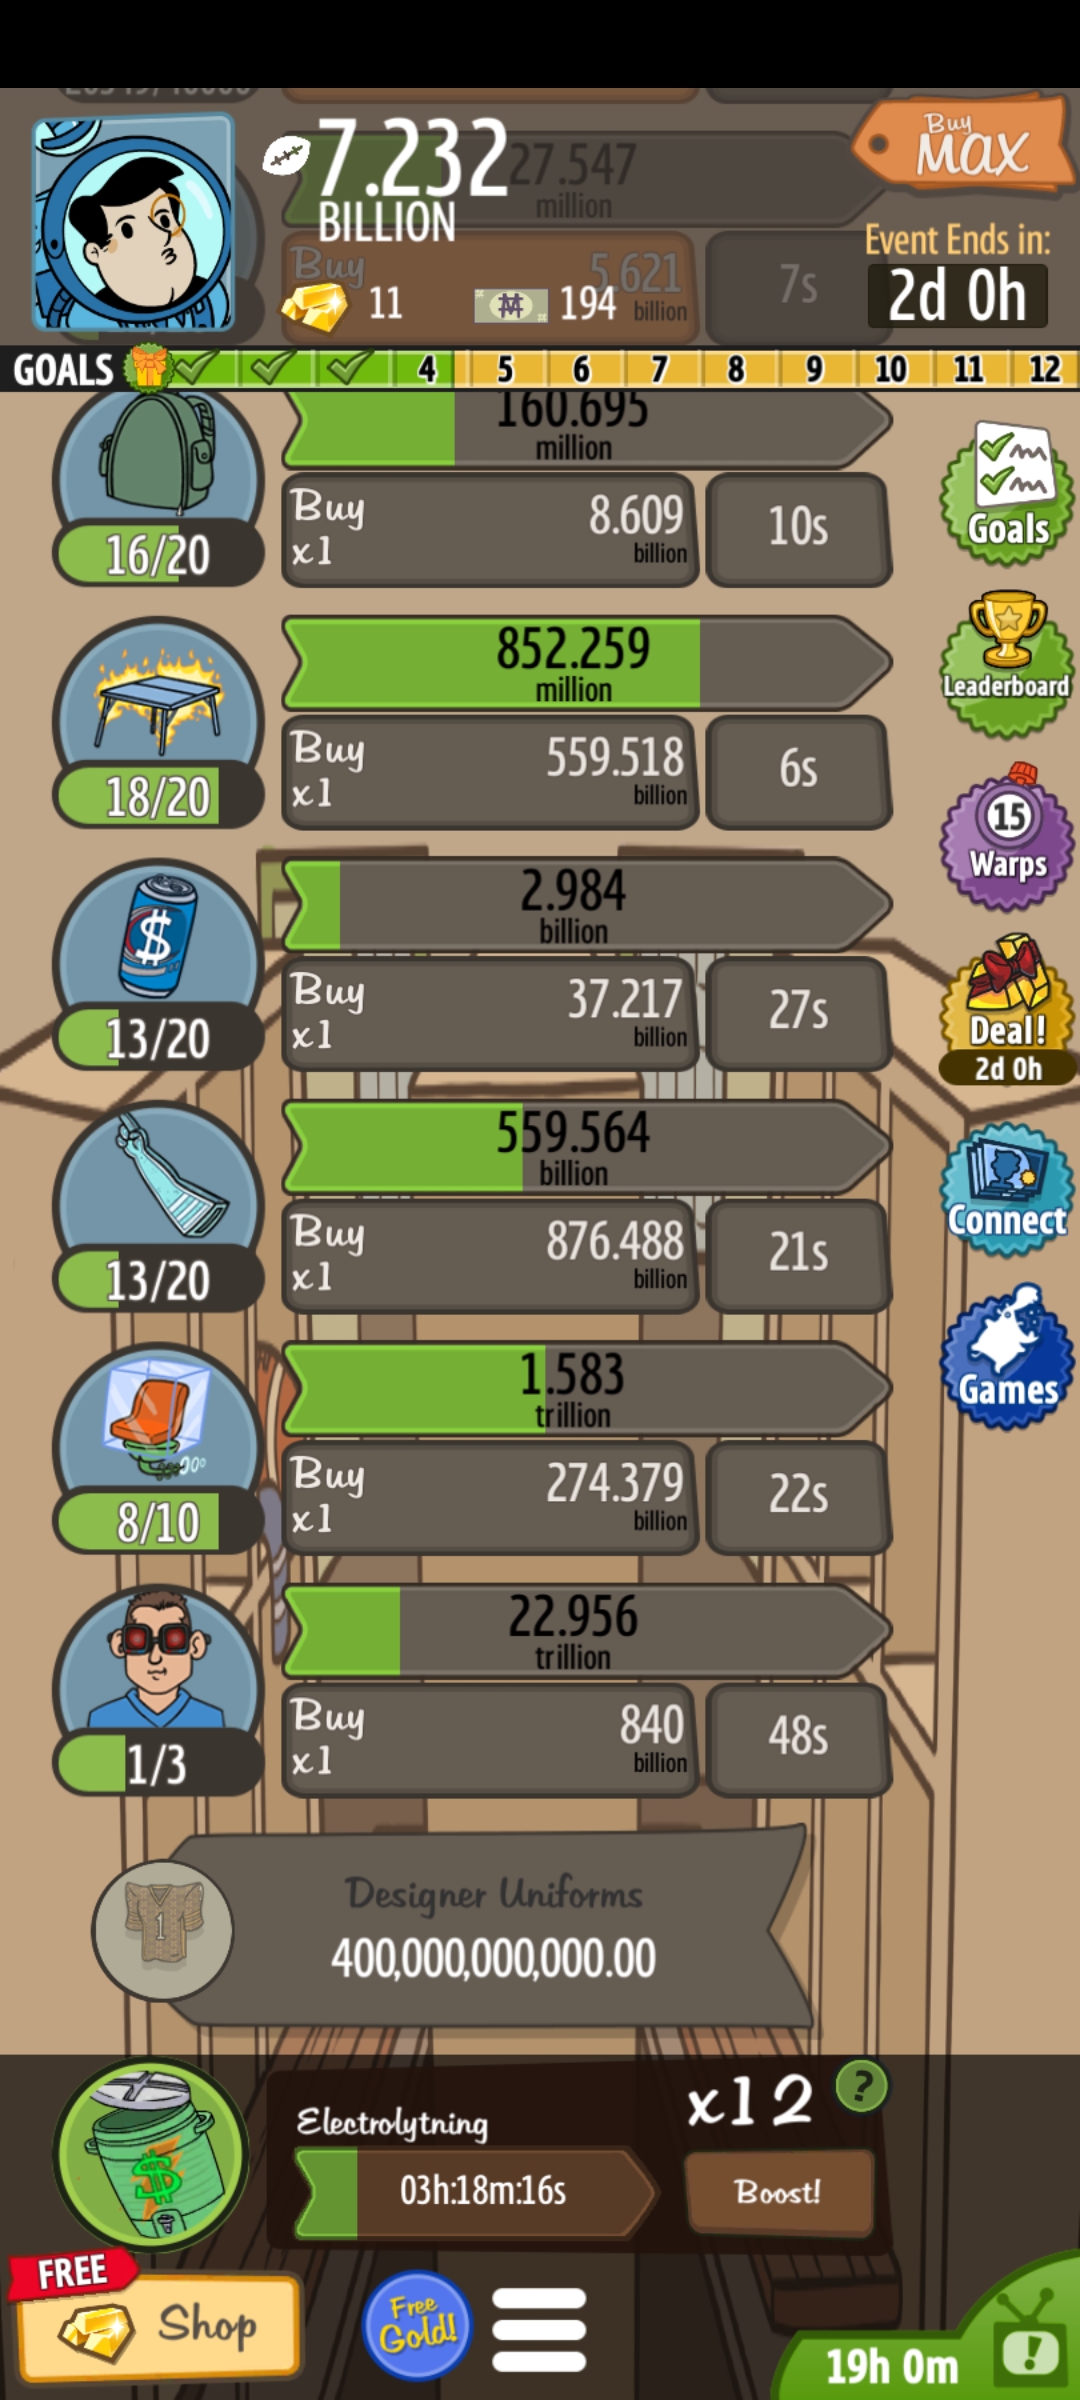 7.232
BILLION
27.547
million
Buy
MAX
Event Ends in:
2d 0h
Buy
5.621
billion
7s
11
194
GOALS 4 5 6 7 8 9 10 11 12
160.695
million
16/20
Buy
x1
8.609
billion
10s
Goals
852.259
million
18/20
Buy
x1
559.518
billion
6s
Leaderboard
15
Warps
2.984
billion
13/20
Buy
x1
37.217
billion
27s
Deal!
2d 0h
559.564
billion
13/20
Buy
x1
876.488
billion
21s
Connect
1.583
trillion
8/10
Buy
x1
274.379
billion
22s
Games
22.956
trillion
1/3
Buy
x1
840
billion
48s
1
Designer Uniforms
400,000,000,000.00
Electrolytning
x12
?
03h:18m:16s
Boost!
FREE
Shop
Free
Gold!
19h 0m
!